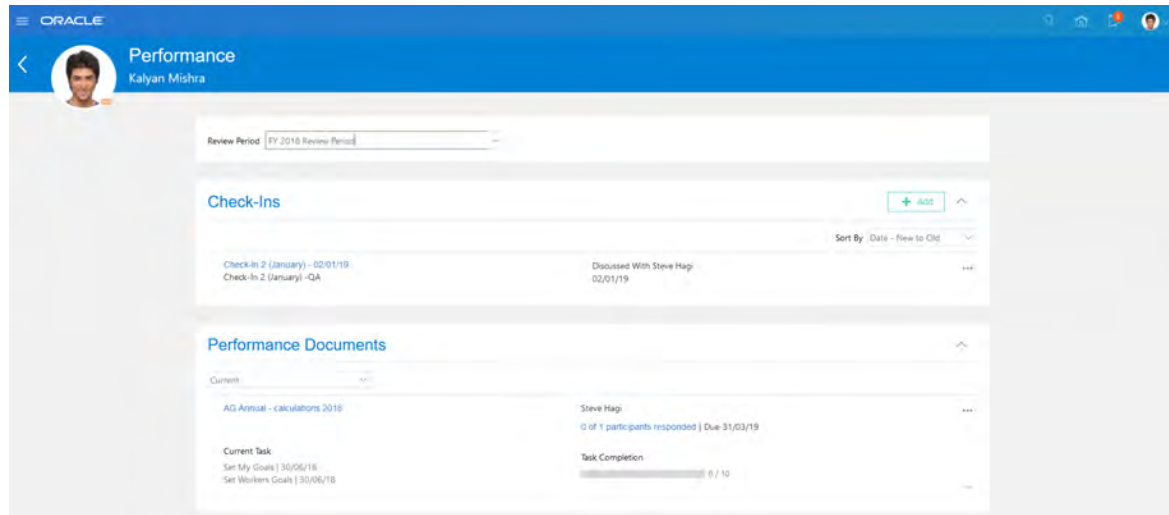 ORACLE
Performance
Kalyan Mishra
Review Period FY 2018 Review Period
Check-Ins
+ Add
Sort By Date - New to Old
Check-In 2 (January) - 02/01/19
Check-In 2 (January) -QA
Discussed With Steve Hagi
02/01/19
Performance Documents
Current
AG Annual - calculations 2018
Steve Hagi
0 of 1 participants responded | Due 31/03/19
Current Task
Set My Goals | 30/06/18
Set Workers Goals | 30/06/18
Task Completion
0 / 10